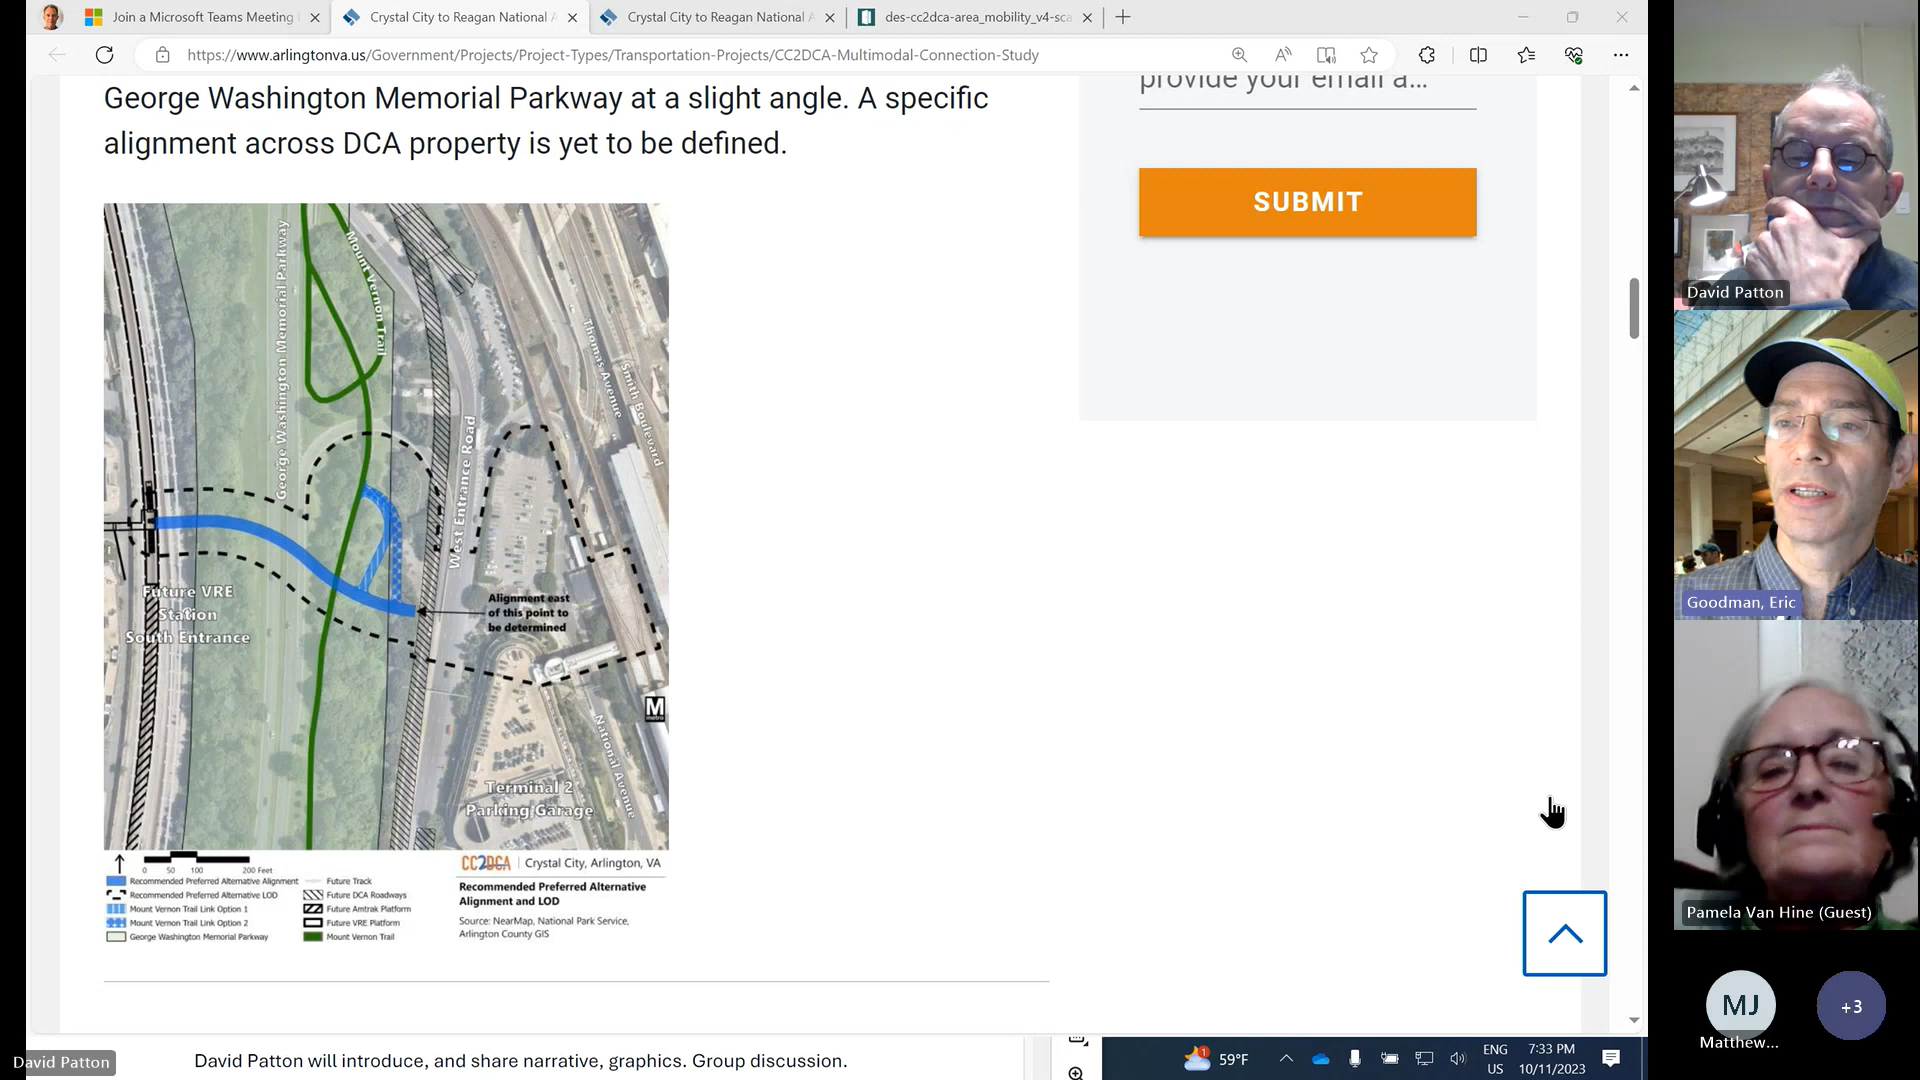 Join a Microsoft Teams Meeting
Crystal City to Reagan National A
Crystal City to Reagan National A
des-cc2dca-area_mobility_v4-sca
https://www.arlingtonva.us/Government/Projects/Project-Types/Transportation-Projects/CC2DCA-Multimodal-Connection-Study
George Washington Memorial Parkway at a slight angle. A specific
alignment across DCA property is yet to be defined.
provide your email a...
SUBMIT
George Washington Memorial Parkway
Mount Vernon Trail
Thomas Avenue
Smith Boulevard
West Entrance Road
Future VRE
Station
South Entrance
Alignment east
of this point to
be determined
M
metro
National Avenue
Terminal 2
Parking Garage
0 50 100 200 Feet
Recommended Preferred Alternative Alignment
Recommended Preferred Alternative LOD
Mount Vernon Trail Link Option 1
Mount Vernon Trail Link Option 2
George Washington Memorial Parkway
Future Track
Future DCA Roadways
Future Amtrak Platform
Future VRE Platform
Mount Vernon Trail
CC2DCA | Crystal City, Arlington, VA
Recommended Preferred Alternative
Alignment and LOD
Source: NearMap, National Park Service,
Arlington County GIS
David Patton
Goodman, Eric
Pamela Van Hine (Guest)
MJ
+3
Matthew...
David Patton
David Patton will introduce, and share narrative, graphics. Group discussion.
1
59°F
ENG
US
7:33 PM
10/11/2023